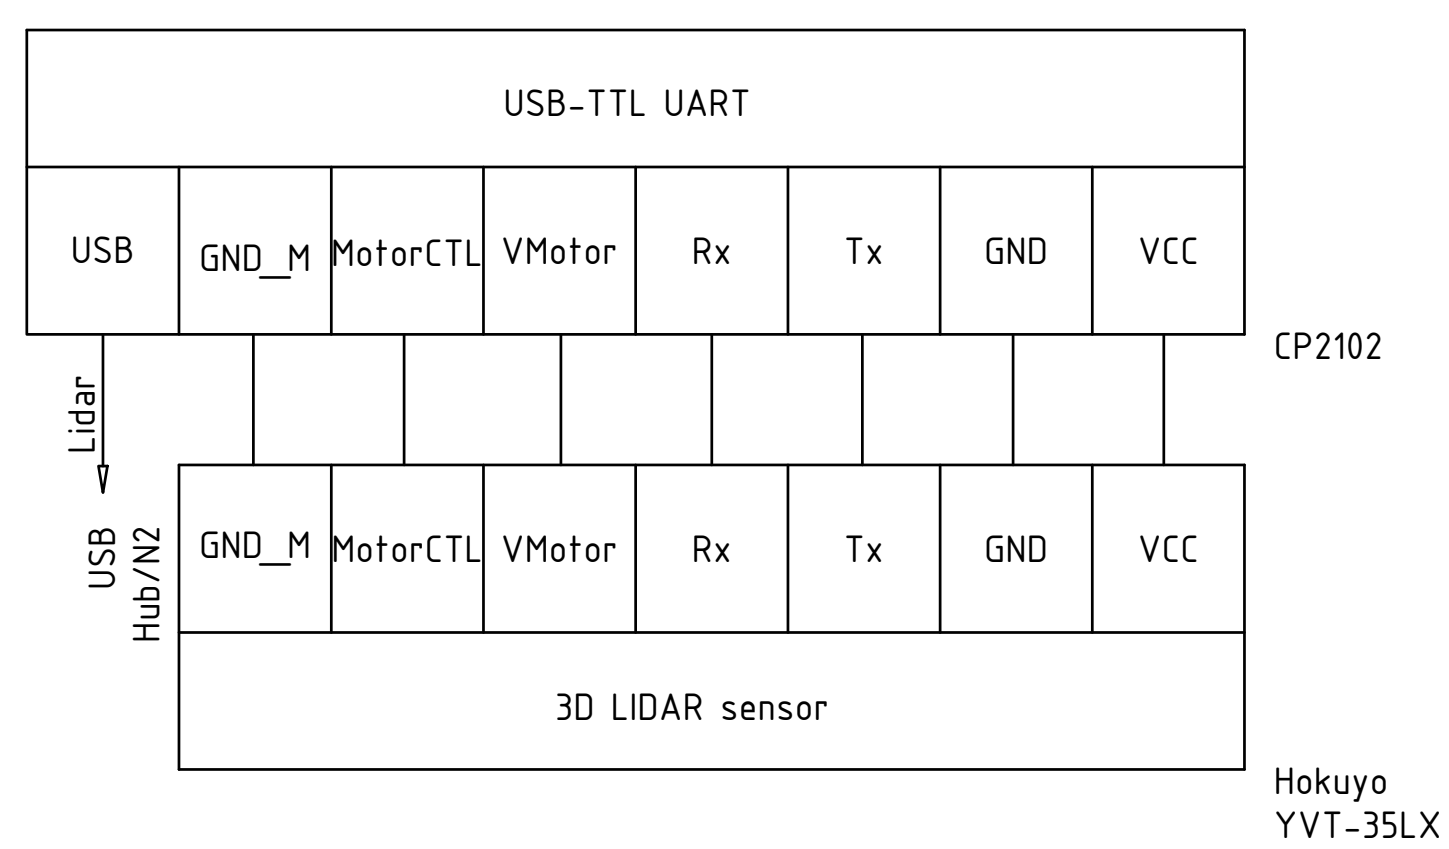 USB-TTL UART
USB GND_M MotorCTL VMotor Rx Tx GND VCC
CP2102
Lidar
USB
Hub/N2
GND_M MotorCTL VMotor Rx Tx GND VCC
3D LIDAR sensor
Hokuyo
YVT-35LX